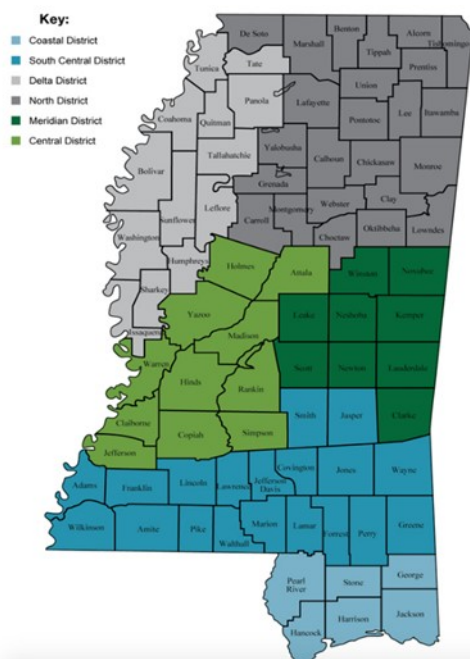 Key:
Coastal District
South Central District
Delta District
North District
Meridian District
Central District
De Soto
Marshall
Benton
Tippah
Alcorn
Tishomingo
Prentiss
Tunica
Tate
Union
Panola
Lafayette
Pontotoc
Lee
Itawamba
Coahoma
Quitman
Yalobusha
Calhoun
Chickasaw
Monroe
Tallahatchie
Bolivar
Grenada
Clay
Webster
Leflore
Sunflower
Carroll
Montgomery
Oktibbeha
Lowndes
Choctaw
Washington
Humphreys
Holmes
Attala
Winston
Noxubee
Sharkey
Issaquena
Yazoo
Madison
Leake
Neshoba
Kemper
Warren
Hinds
Rankin
Scott
Newton
Lauderdale
Claiborne
Copiah
Simpson
Smith
Jasper
Clarke
Jefferson
Adams
Franklin
Lincoln
Lawrence
Jefferson
Davis
Covington
Jones
Wayne
Wilkinson
Amite
Pike
Walthall
Marion
Lamar
Forrest
Perry
Greene
Pearl
River
Stone
George
Hancock
Harrison
Jackson